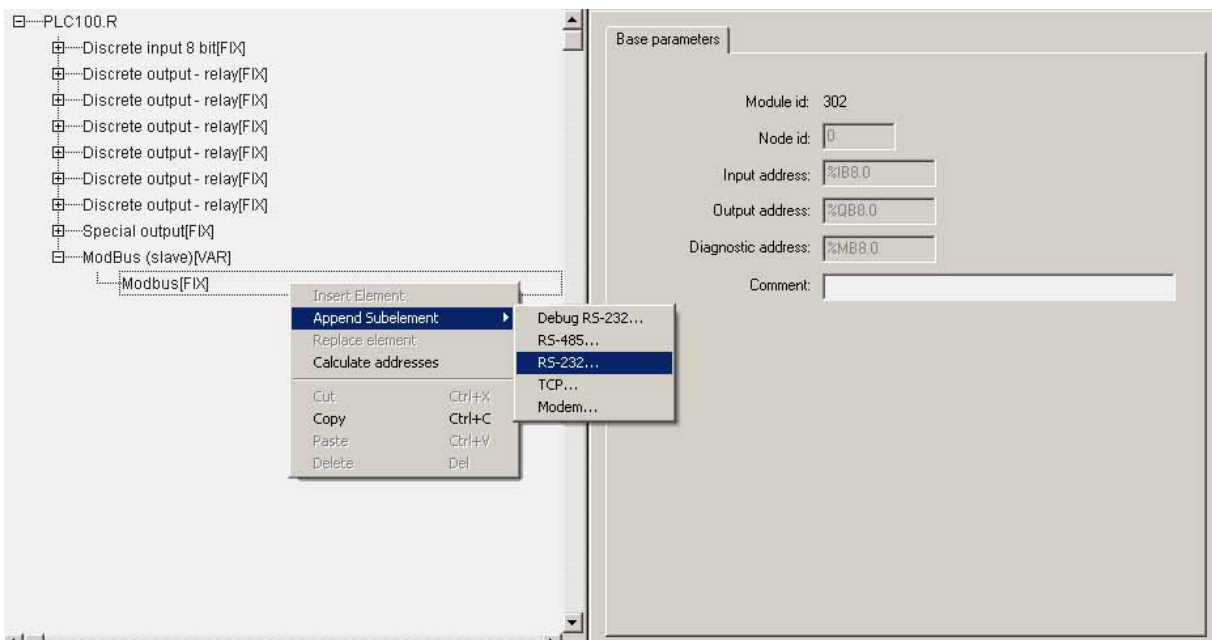 PLC100.R
Discrete input 8 bit[FIX]
Discrete output - relay[FIX]
Discrete output - relay[FIX]
Discrete output - relay[FIX]
Discrete output - relay[FIX]
Discrete output - relay[FIX]
Discrete output - relay[FIX]
Special output[FIX]
ModBus (slave)[VAR]
Modbus[FIX]
Insert Element
Append Subelement
Replace element
Calculate addresses
Cut Ctrl+X
Copy Ctrl+C
Paste Ctrl+V
Delete Del
Debug RS-232...
RS-485...
RS-232...
TCP...
Modem...
Base parameters
Module id: 302
Node id: 0
Input address: %IB8.0
Output address: %QB8.0
Diagnostic address: %MB8.0
Comment: